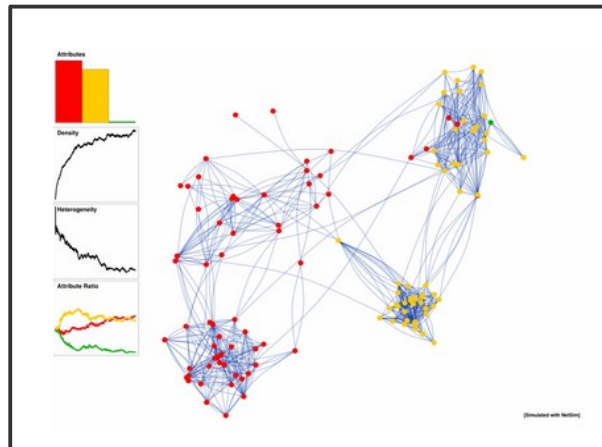 Attributes
Density
Heterogeneity
Attribute Ratio
[Simulated with NetSim]